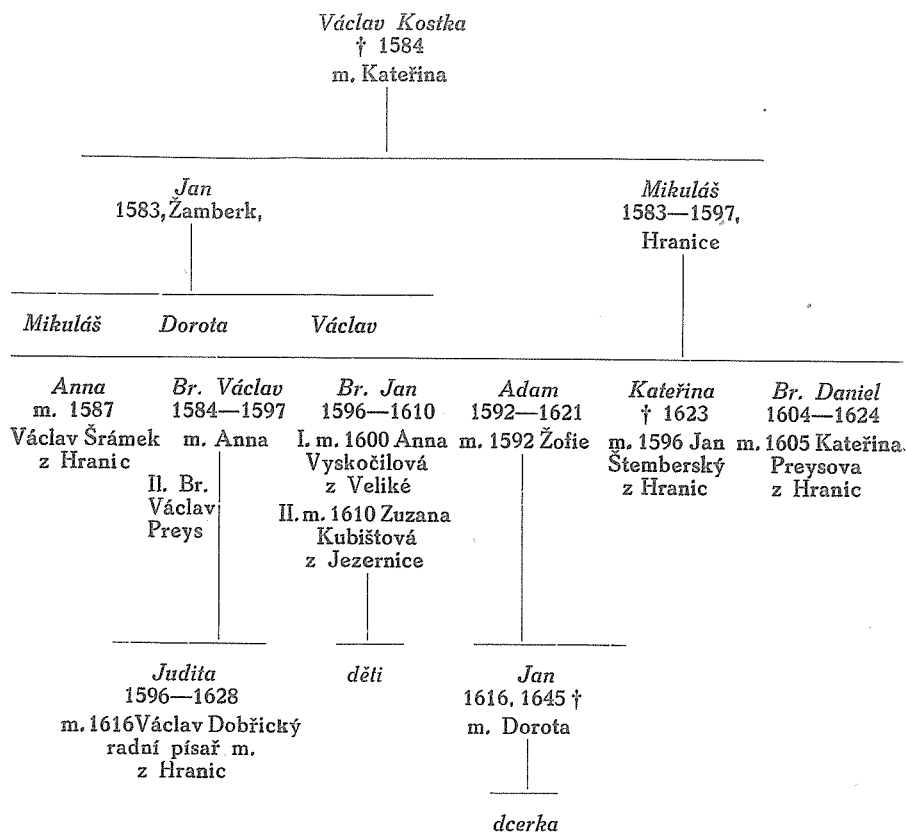 Václav Kostka
† 1584
m. Kateřina
Jan
1583, Žamberk,
Mikuláš
1583—1597,
Hranice
Mikuláš
Dorota
Václav
Anna
m. 1587
Václav Šrámek
z Hranic
Br. Václav
1584—1597
m. Anna
II. Br.
Václav
Preys
Br. Jan
1596—1610
I. m. 1600 Anna
Vyskočilová
z Veliké
II. m. 1610 Zuzana
Kubištová
z Jezernice
Adam
1592—1621
m. 1592 Žofie
Kateřina
† 1623
m. 1596 Jan
Štemberský
z Hranic
Br. Daniel
1604—1624
m. 1605 Kateřina
Preysova
z Hranic
Judita
1596—1628
m. 1616 Václav Dobřický
radní písař m.
z Hranic
děti
Jan
1616, 1645 †
m. Dorota
dcerka